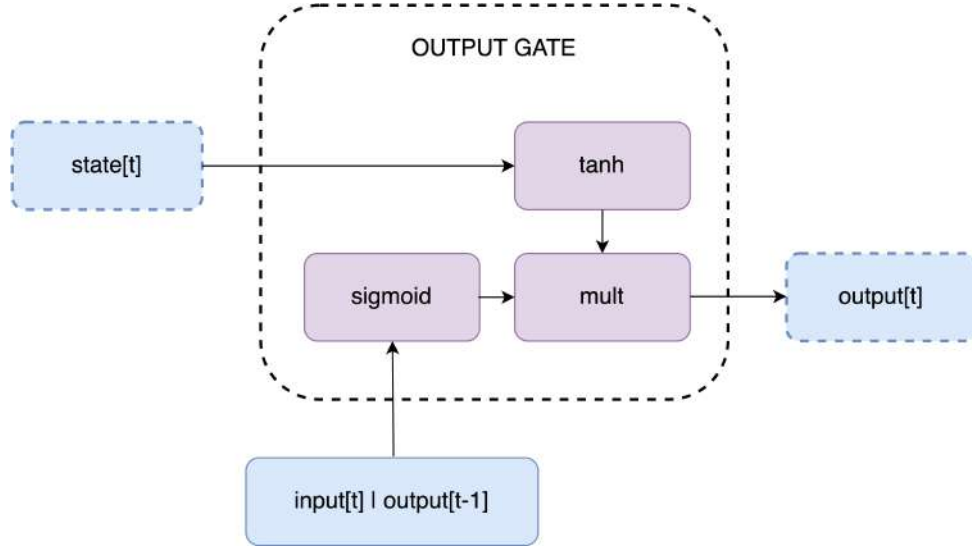 OUTPUT GATE
state[t]
tanh
sigmoid
mult
output[t]
input[t] | output[t-1]